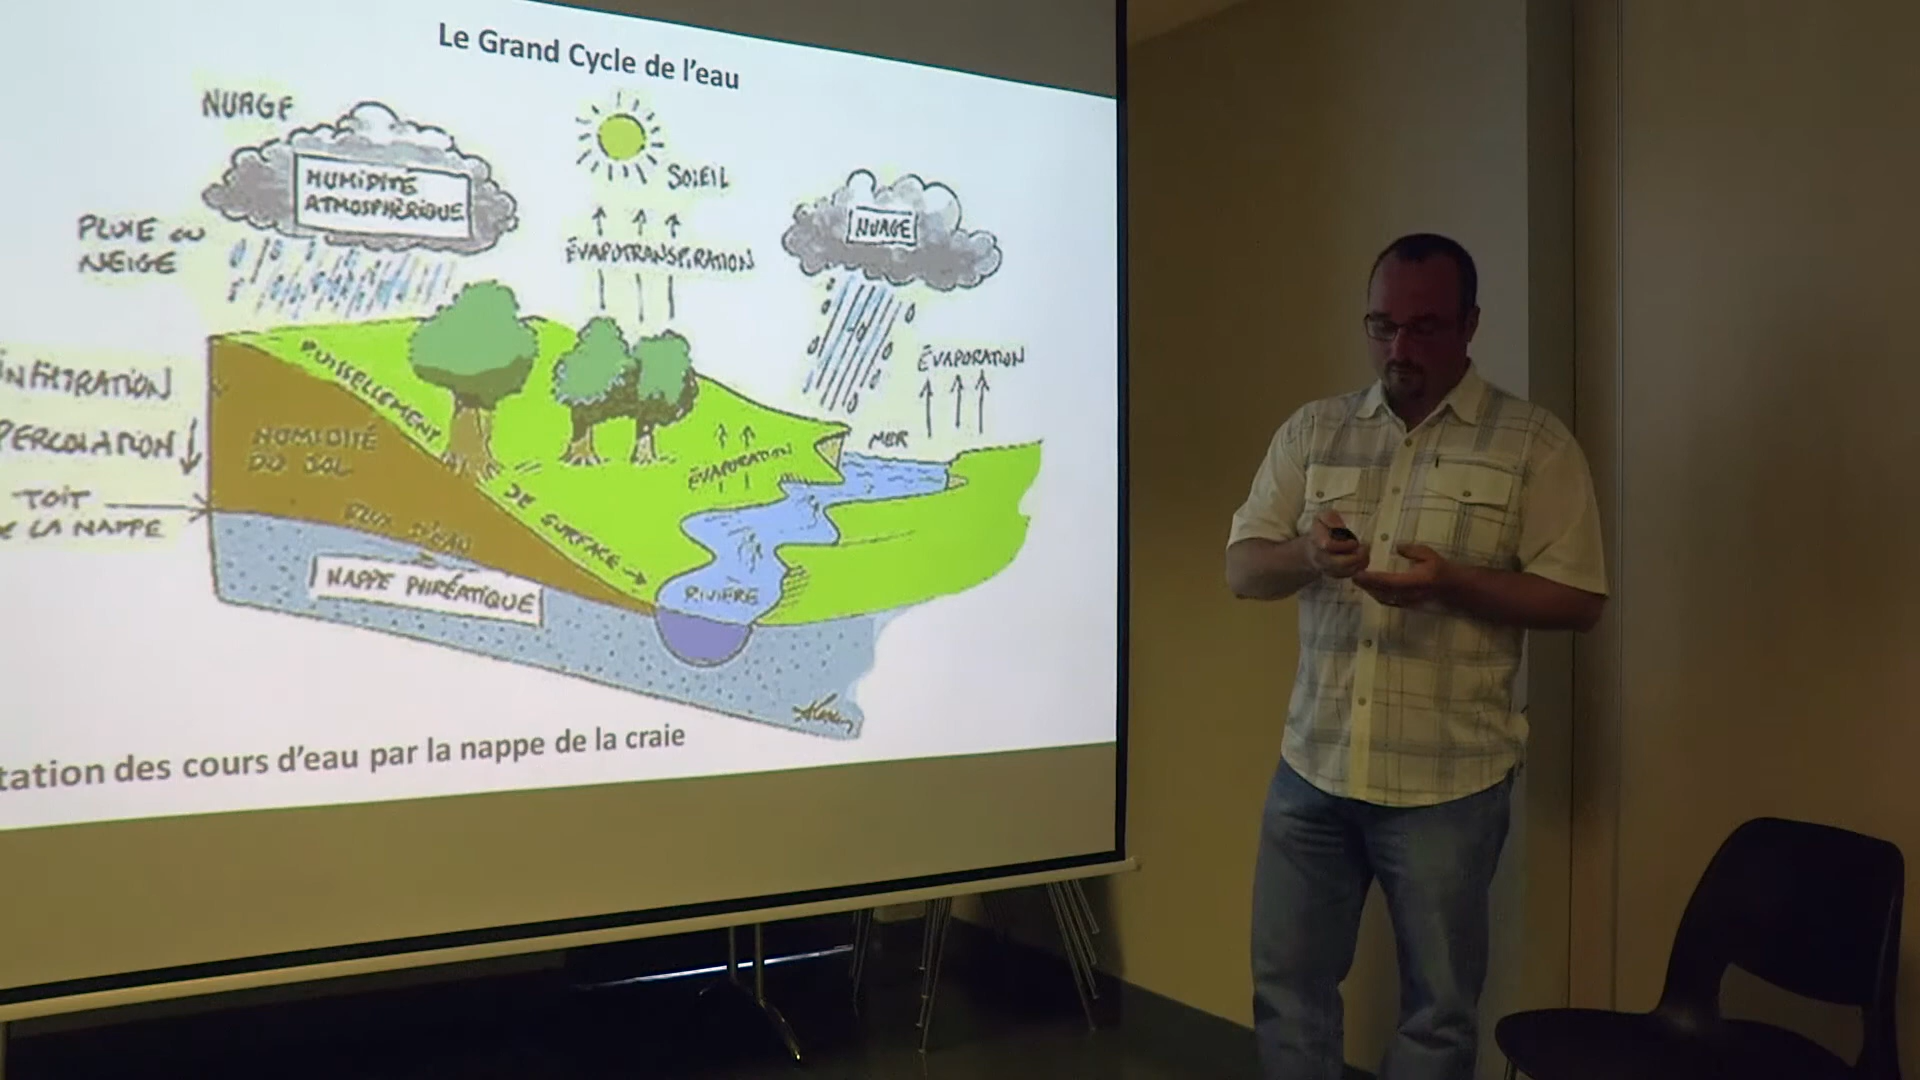 Le Grand Cycle de l'eau
NUAGE
HUMIDITÉ
ATMOSPHÈRIQUE
SOLEIL
NUAGE
PLUIE OU
NEIGE
ÉVAPOTRANSPIRATION
ÉVAPORATION
INFILTRATION
RUISSELLEMENT
DE SURFACE
PERCOLATION
HUMIDITÉ
DU SOL
MER
ÉVAPORATION
TOIT
LA NAPPE
NAPPE PHRÉATIQUE
RIVIÈRE
tation des cours d'eau par la nappe de la craie